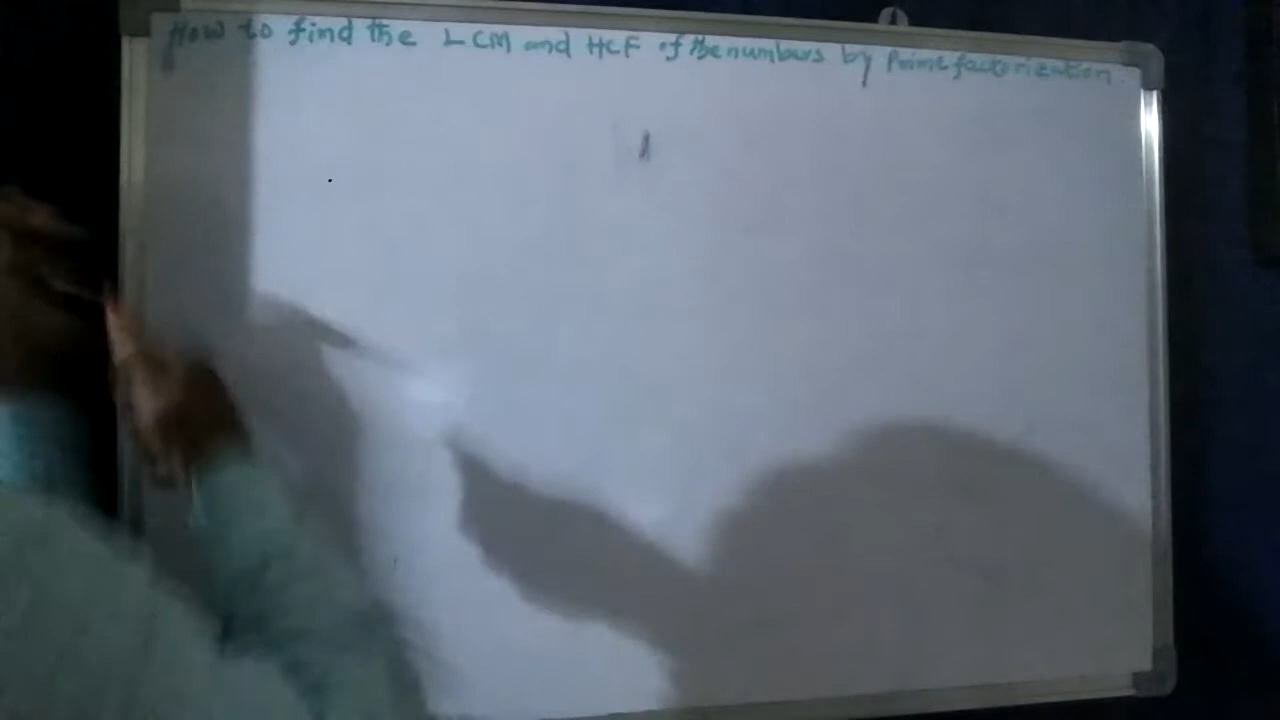 How to find the LCM and HCF of the numbers by Prime factorization